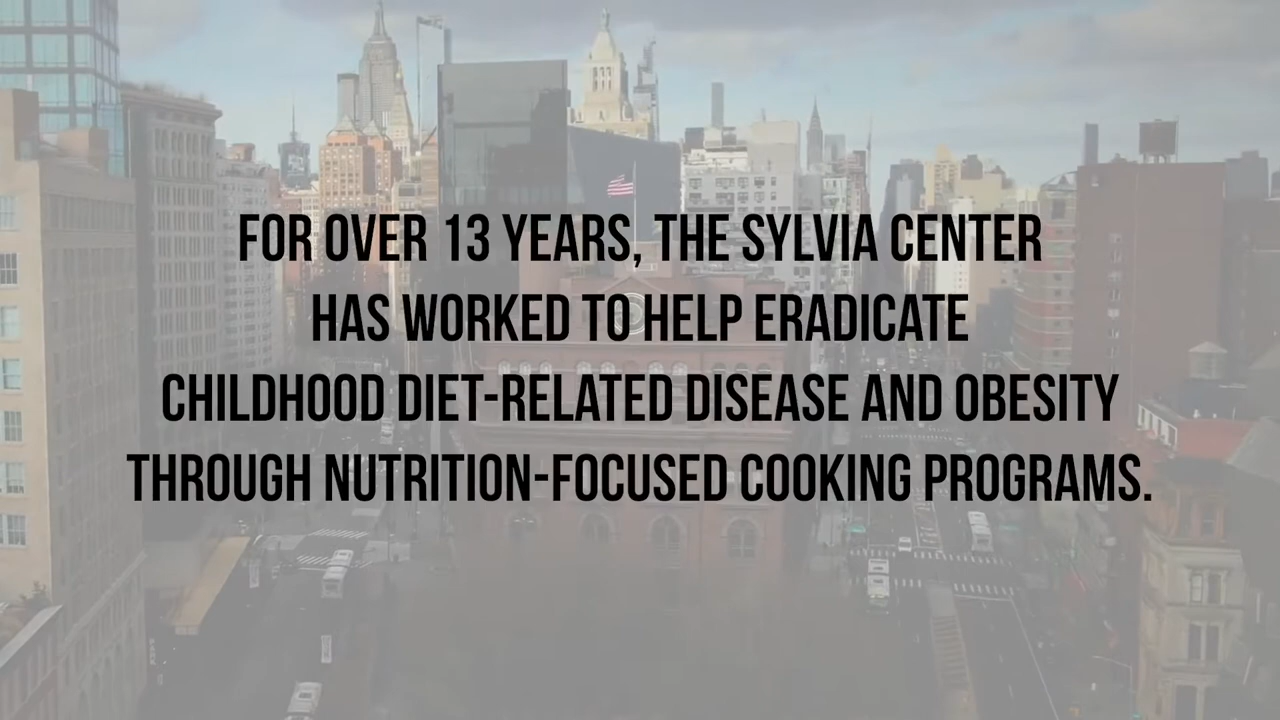 FOR OVER 13 YEARS, THE SYLVIA CENTER
HAS WORKED TO HELP ERADICATE
CHILDHOOD DIET-RELATED DISEASE AND OBESITY
THROUGH NUTRITION-FOCUSED COOKING PROGRAMS.